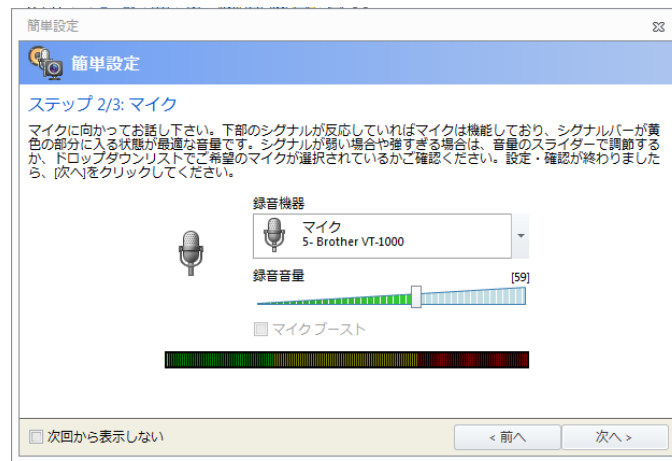 簡単設定
簡単設定
ステップ 2/3: マイク
マイクに向かってお話し下さい。下部のシグナルが反応していればマイクは機能しており、シグナルバーが黄
色の部分に入る状態が最適な音量です。シグナルが弱い場合や強すぎる場合は、音量のスライダーで調節する
か、ドロップダウンリストでご希望のマイクが選択されているかご確認ください。設定・確認が終わりました
ら、[次へ]をクリックしてください。
録音機器
マイク
5- Brother VT-1000
録音音量 [59]
マイクブースト
次回から表示しない
< 前へ 次へ >